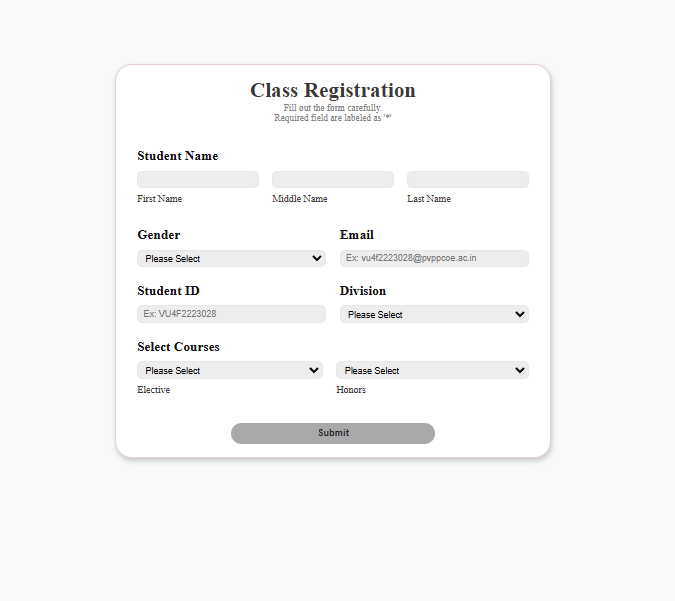 Class Registration
Fill out the form carefully.
Required field are labeled as '*'
Student Name
First Name Middle Name Last Name
Gender Email
Please Select Ex: vu4f2223028@pvppcoe.ac.in
Student ID Division
Ex: VU4F2223028 Please Select
Select Courses
Please Select Please Select
Elective Honors
Submit